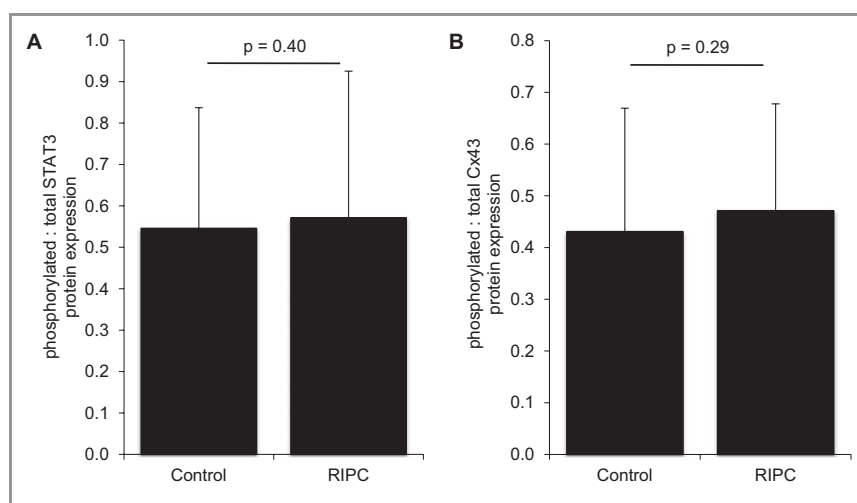 A
p = 0.40
phosphorylated : total STAT3
protein expression
1.0
0.9
0.8
0.7
0.6
0.5
0.4
0.3
0.2
0.1
0.0
Control
RIPC
B
p = 0.29
phosphorylated : total Cx43
protein expression
0.8
0.7
0.6
0.5
0.4
0.3
0.2
0.1
0.0
Control
RIPC